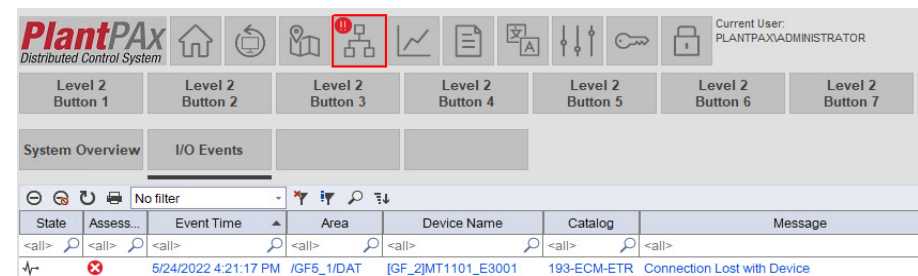 PlantPAx
Distributed Control System
Current User:
PLANTPAX\ADMINISTRATOR
Level 2 Button 1
Level 2 Button 2
Level 2 Button 3
Level 2 Button 4
Level 2 Button 5
Level 2 Button 6
Level 2 Button 7
System Overview
I/O Events
No filter
State Assess... Event Time Area Device Name Catalog Message
<all> <all> <all> <all> <all> <all> <all>
5/24/2022 4:21:17 PM /GF5_1/DAT [GF_2]MT1101_E3001 193-ECM-ETR Connection Lost with Device